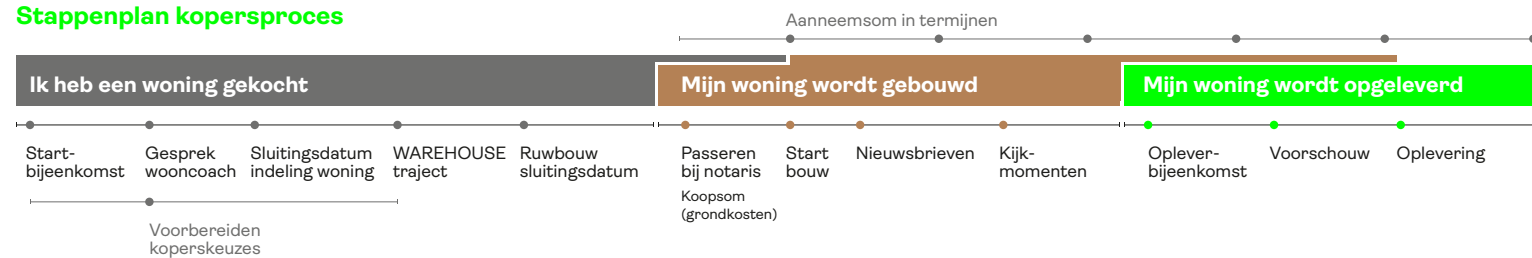 Stappenplan kopersproces
Aanneemsom in termijnen
Ik heb een woning gekocht
Mijn woning wordt gebouwd
Mijn woning wordt opgeleverd
Start-
bijeenkomst
Gesprek
wooncoach
Sluitingsdatum
indeling woning
WAREHOUSE
traject
Ruwbouw
sluitingsdatum
Passeren
bij notaris
Koopsom
(grondkosten)
Start
bouw
Nieuwsbrieven
Kijk-
momenten
Oplever-
bijeenkomst
Voorschouw
Oplevering
Voorbereiden
koperskeuzes